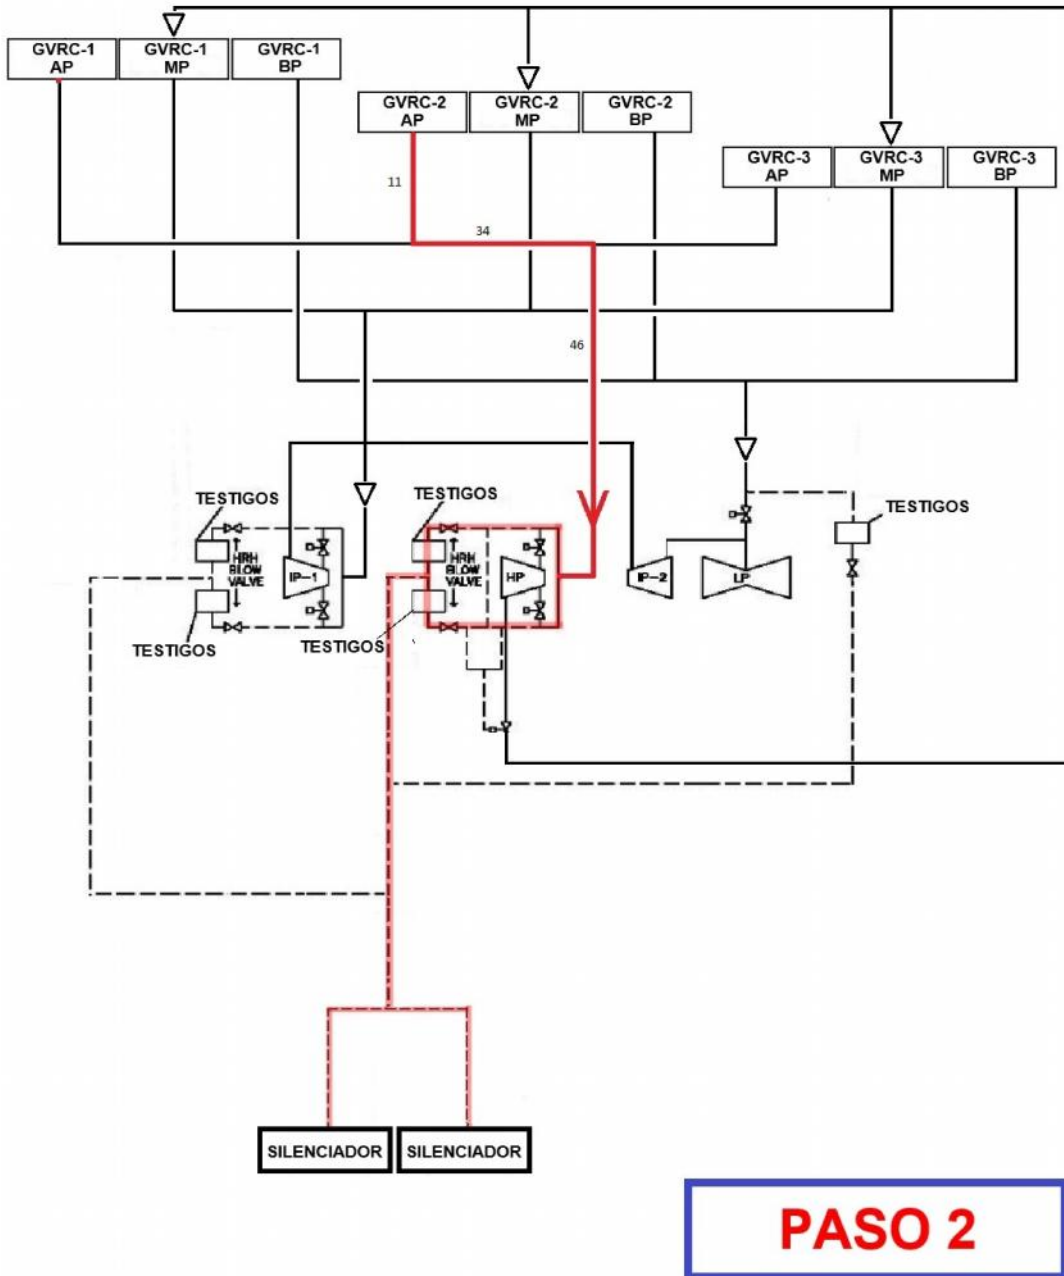 GVRC-1
AP
GVRC-1
MP
GVRC-1
BP
GVRC-2
AP
GVRC-2
MP
GVRC-2
BP
GVRC-3
AP
GVRC-3
MP
GVRC-3
BP
11
34
46
TESTIGOS
HRH
BLOW
VALVE
IP-1
TESTIGOS
TESTIGOS
HRH
BLOW
VALVE
HP
TESTIGOS
IP-2
LP
TESTIGOS
SILENCIADOR
SILENCIADOR
PASO 2